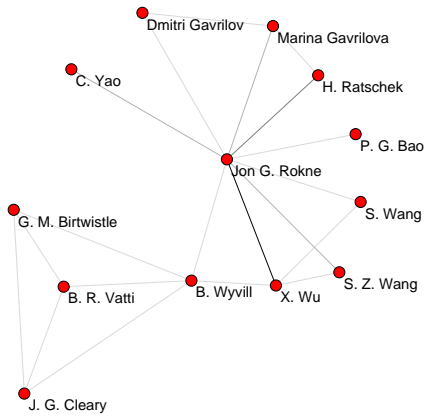 Dmitri Gavrilov
Marina Gavrilova
C. Yao
H. Ratschek
P. G. Bao
Jon G. Rokne
S. Wang
G. M. Birtwistle
S. Z. Wang
B. R. Vatti
B. Wyvill
X. Wu
J. G. Cleary